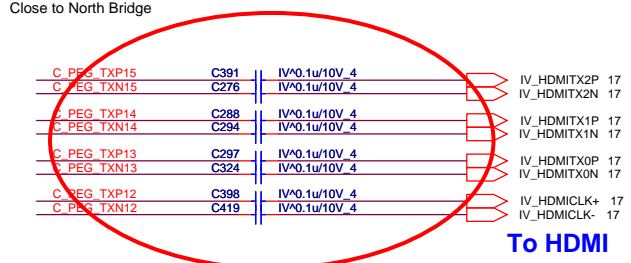 Close to North Bridge
C_PEG_TXP15 C391 IV^0.1u/10V_4 IV_HDMITX2P 17
C_PEG_TXN15 C276 IV^0.1u/10V_4 IV_HDMITX2N 17
C_PEG_TXP14 C288 IV^0.1u/10V_4 IV_HDMITX1P 17
C_PEG_TXN14 C294 IV^0.1u/10V_4 IV_HDMITX1N 17
C_PEG_TXP13 C297 IV^0.1u/10V_4 IV_HDMITX0P 17
C_PEG_TXN13 C324 IV^0.1u/10V_4 IV_HDMITX0N 17
C_PEG_TXP12 C398 IV^0.1u/10V_4 IV_HDMICLK+ 17
C_PEG_TXN12 C419 IV^0.1u/10V_4 IV_HDMICLK- 17
To HDMI